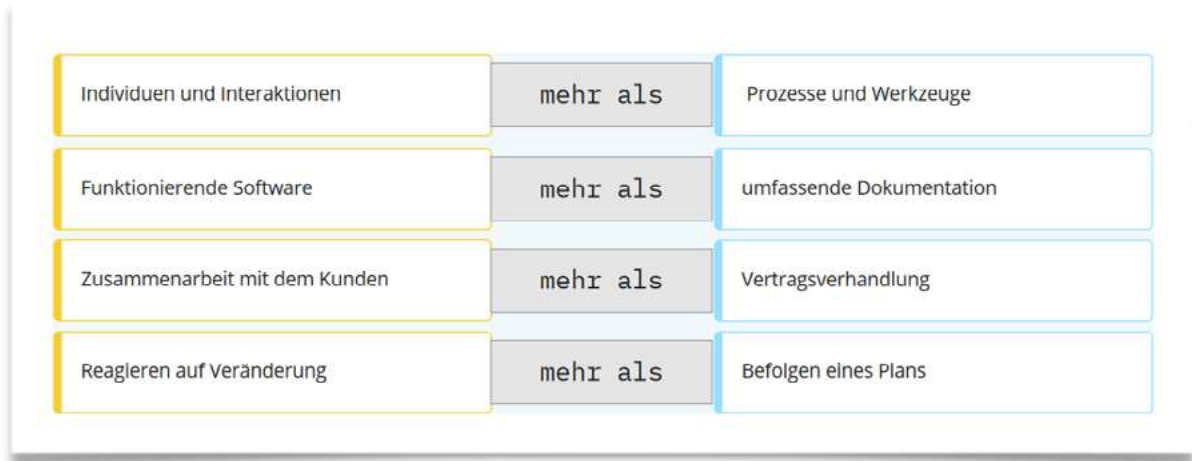 Individuen und Interaktionen mehr als Prozesse und Werkzeuge
Funktionierende Software mehr als umfassende Dokumentation
Zusammenarbeit mit dem Kunden mehr als Vertragsverhandlung
Reagieren auf Veränderung mehr als Befolgen eines Plans